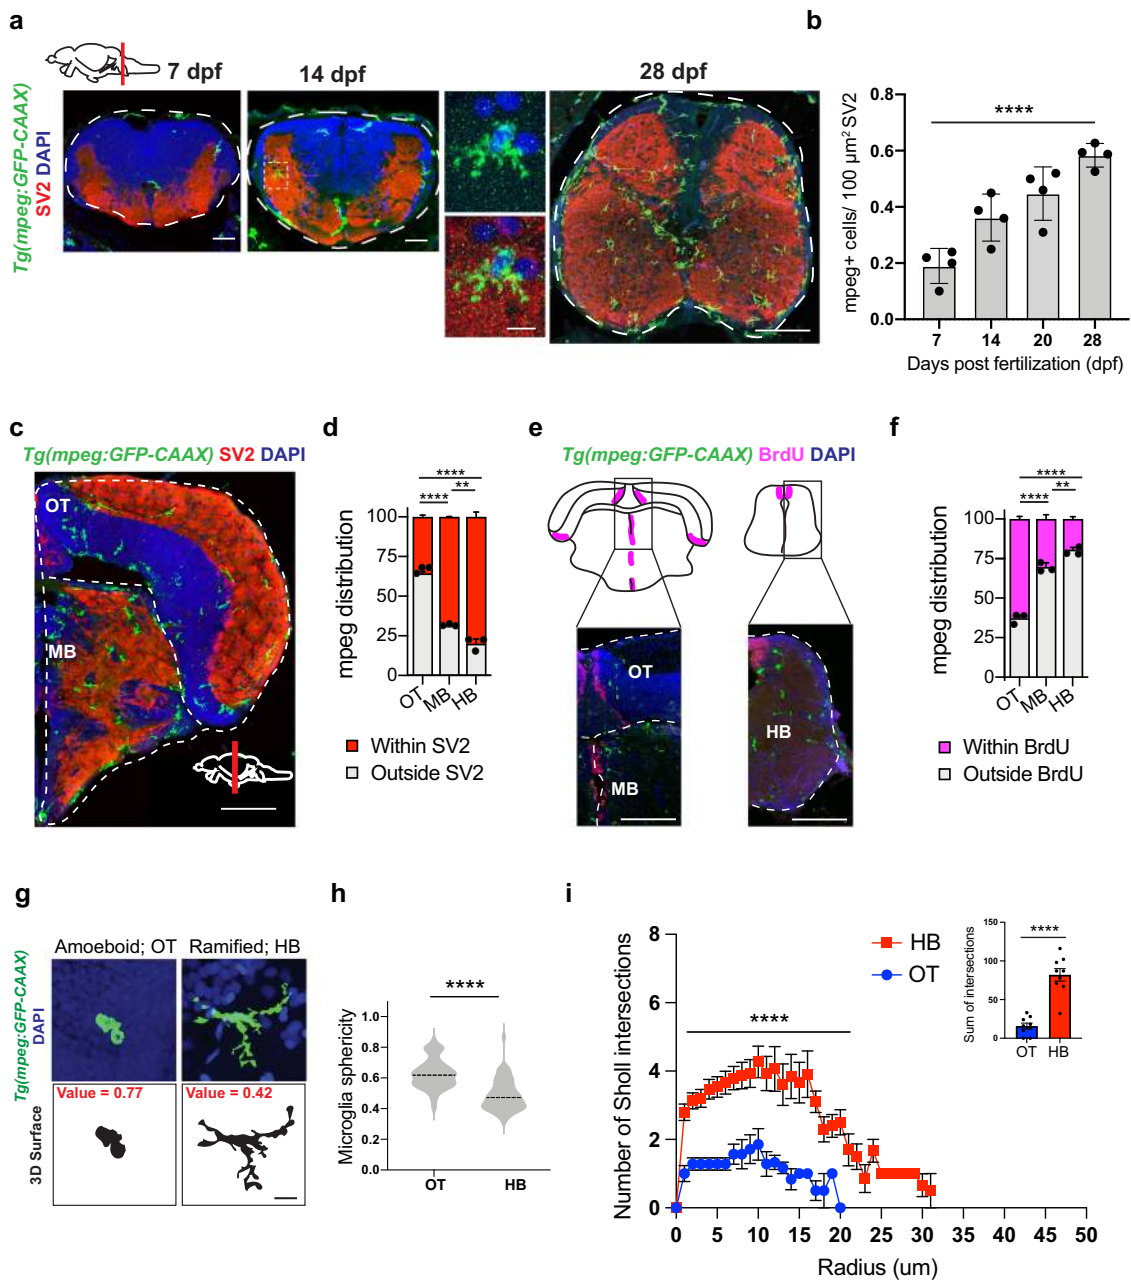 a
7 dpf
14 dpf
28 dpf
Tg(mpeg:GFP-CAAX)
SV2 DAPI
b
mpeg+ cells/ 100 µm² SV2
0.8
0.6
0.4
0.2
0.0
****
7 14 20 28
Days post fertilization (dpf)
c
Tg(mpeg:GFP-CAAX) SV2 DAPI
OT
MB
d
mpeg distribution
****
**** **
100
75
50
25
0
OT MB HB
Within SV2
Outside SV2
e
Tg(mpeg:GFP-CAAX) BrdU DAPI
OT
MB
HB
f
mpeg distribution
****
**** **
100
75
50
25
0
OT MB HB
Within BrdU
Outside BrdU
g
Amoeboid; OT Ramified; HB
Tg(mpeg:GFP-CAAX)
DAPI
3D Surface
Value = 0.77 Value = 0.42
h
Microglia sphericity
****
1.0
0.8
0.6
0.4
0.2
0.0
OT HB
i
Number of Sholl intersections
8
6
4
2
0
****
HB
OT
0 5 10 15 20 25 30 35 40 45 50
Radius (um)
Sum of intersections
150
100
50
0
****
OT HB